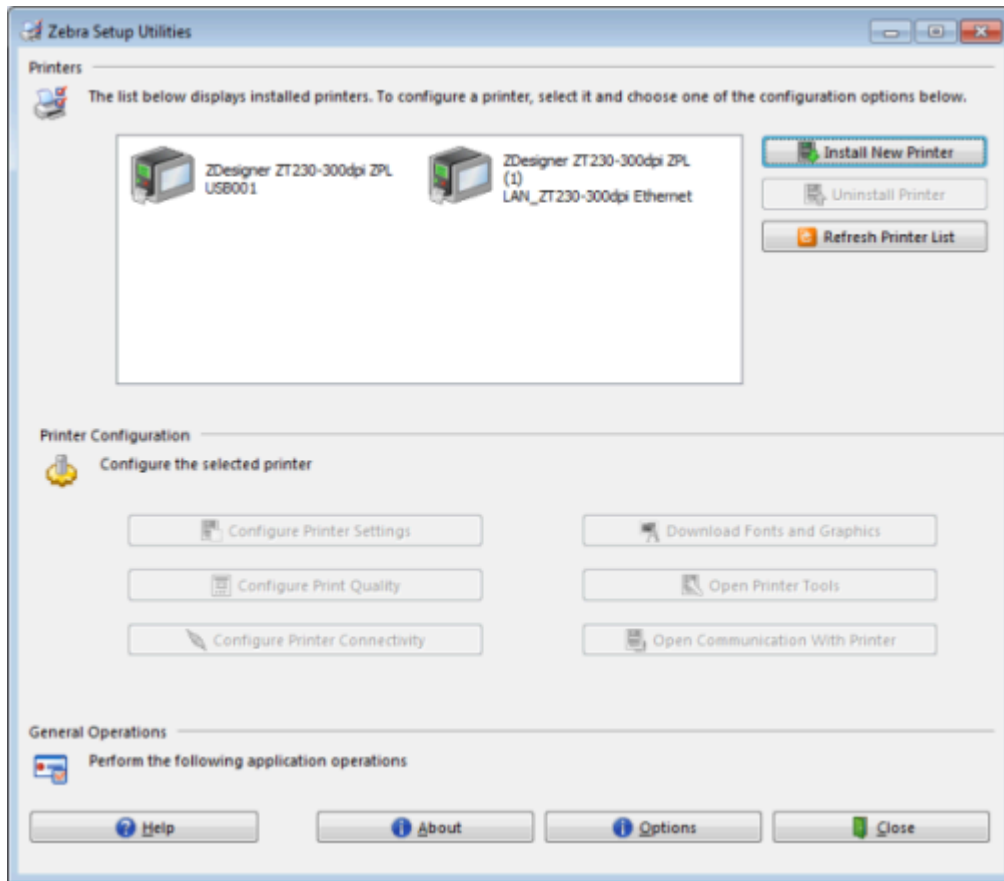 Zebra Setup Utilities
Printers
The list below displays installed printers. To configure a printer, select it and choose one of the configuration options below.
ZDesigner ZT230-300dpi ZPL
USB001
ZDesigner ZT230-300dpi ZPL
(1)
LAN_ZT230-300dpi Ethernet
Install New Printer
Uninstall Printer
Refresh Printer List
Printer Configuration
Configure the selected printer
Configure Printer Settings
Download Fonts and Graphics
Configure Print Quality
Open Printer Tools
Configure Printer Connectivity
Open Communication With Printer
General Operations
Perform the following application operations
Help
About
Options
Close